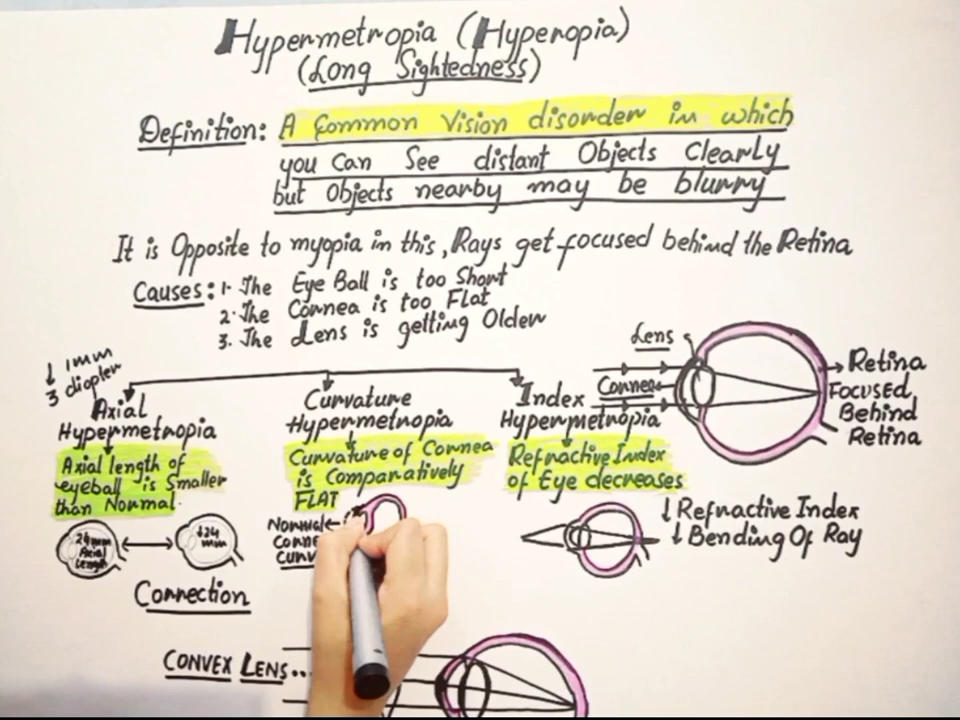 Hypermetropia (Hyperopia)
(Long Sightedness)
Definition: A Common Vision disorder in which
you Can See distant Objects Clearly
but Objects nearby may be blurry
It is Opposite to myopia in this, Rays get focused behind the Retina
Causes: 1. The Eye Ball is too Short
2. The Cornea is too Flat
3. The Lens is getting Older
↓ 1mm
3 diopter
Axial
Hypermetropia
Axial length of
eyeball is Smaller
than Normal.
24mm
Axial
length
↓24
mm
Curvature
Hypermetropia
Curvature of Cornea
is Comparatively
FLAT
Normal
Corne
Curv
Index
Hypermetropia
Refractive Index
of Eye decreases
Lens
Cornea
Retina
FOCUSED
Behind
Retina
↓ Refractive Index
↓ Bending Of Ray
Correction
CONVEX LENS...